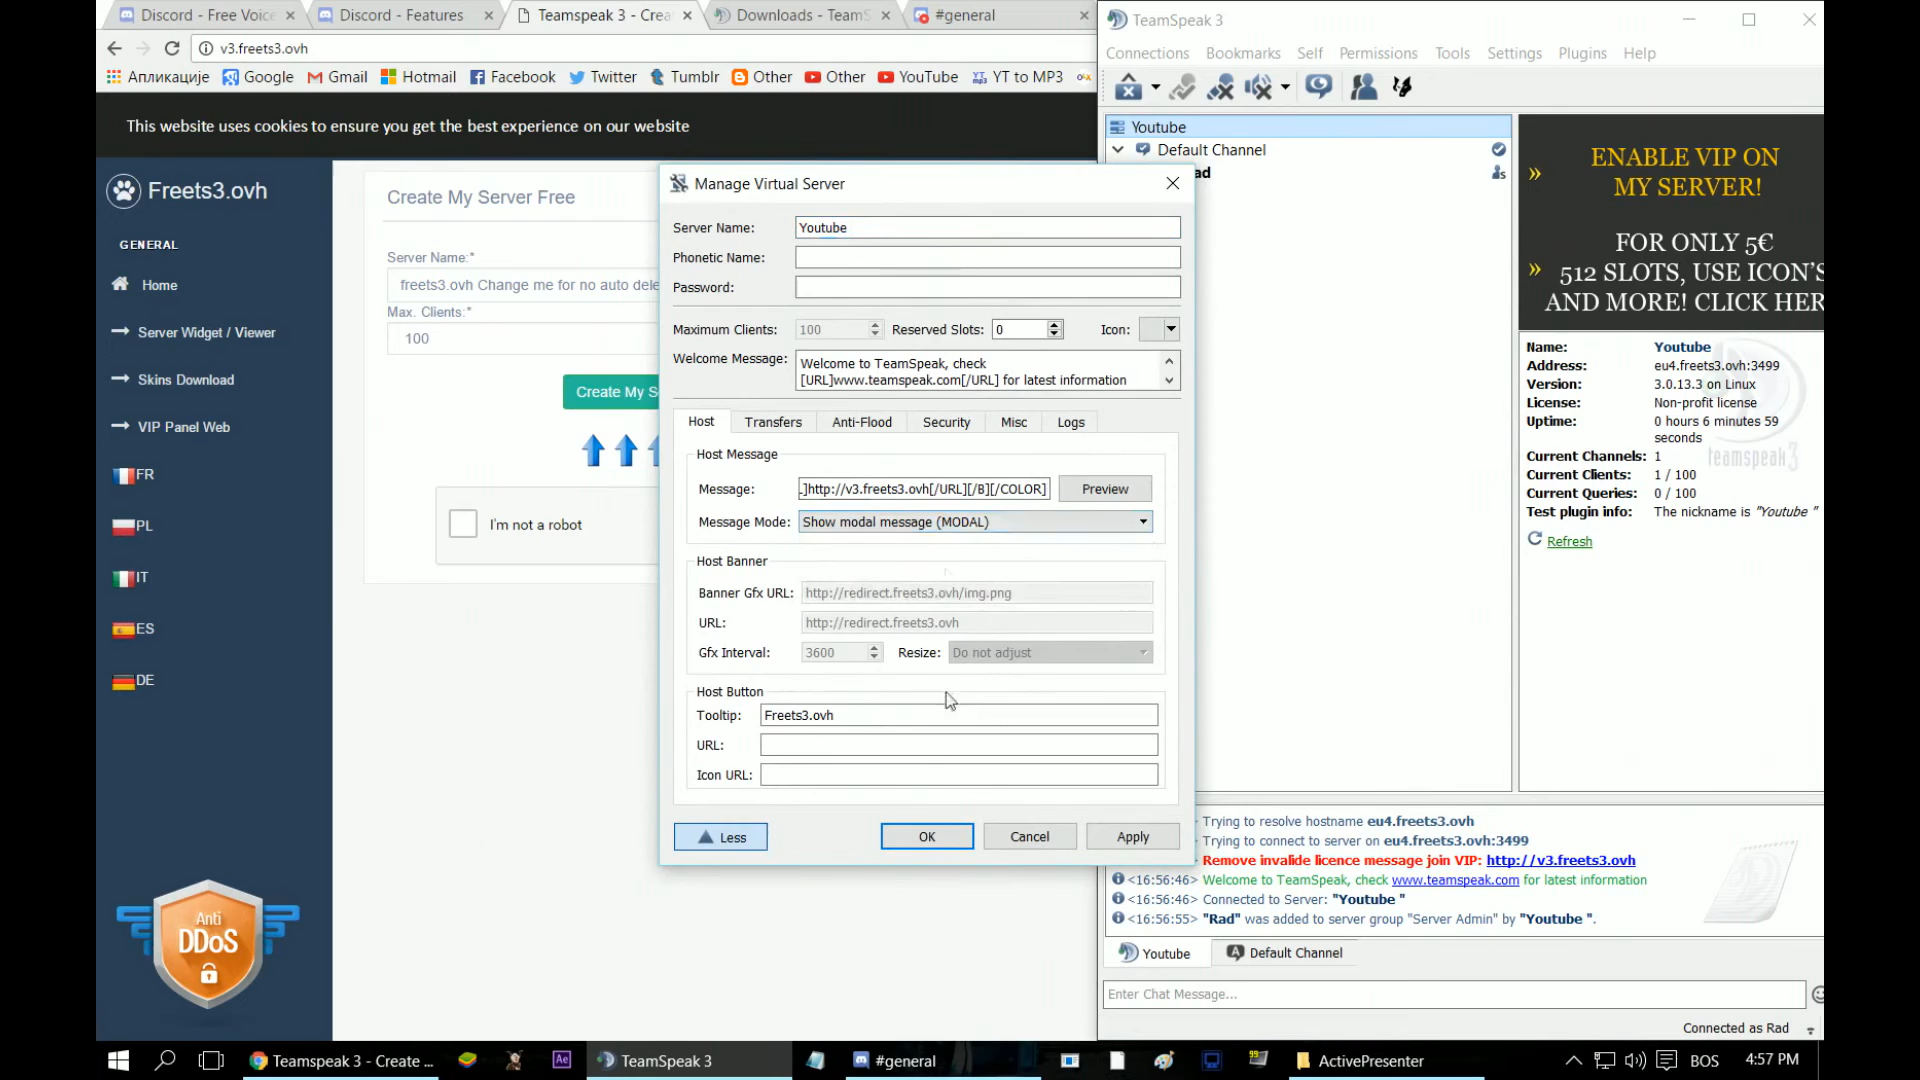 Discord - Free Voice
Discord - Features
Teamspeak 3 - Crea
Downloads - TeamS
#general
v3.freets3.ovh
Апликације
Google
Gmail
Hotmail
Facebook
Twitter
Tumblr
Other
Other
YouTube
YT to MP3
This website uses cookies to ensure you get the best experience on our website
Freets3.ovh
GENERAL
Home
Server Widget / Viewer
Skins Download
VIP Panel Web
FR
PL
IT
ES
DE
Anti
DDoS
Create My Server Free
Server Name:*
freets3.ovh Change me for no auto dele
Max. Clients:*
100
Create My S
I'm not a robot
Manage Virtual Server
Server Name: Youtube
Phonetic Name:
Password:
Maximum Clients: 100 Reserved Slots: 0 Icon:
Welcome Message: Welcome to TeamSpeak, check
[URL]www.teamspeak.com[/URL] for latest information
Host Transfers Anti-Flood Security Misc Logs
Host Message
Message: .]http://v3.freets3.ovh[/URL][/B][/COLOR] Preview
Message Mode: Show modal message (MODAL)
Host Banner
Banner Gfx URL: http://redirect.freets3.ovh/img.png
URL: http://redirect.freets3.ovh
Gfx Interval: 3600 Resize: Do not adjust
Host Button
Tooltip: Freets3.ovh
URL:
Icon URL:
Less OK Cancel Apply
TeamSpeak 3
Connections Bookmarks Self Permissions Tools Settings Plugins Help
Youtube
Default Channel
ad
» ENABLE VIP ON
MY SERVER!
FOR ONLY 5€
» 512 SLOTS, USE ICON'S
AND MORE! CLICK HER
Name: Youtube
Address: eu4.freets3.ovh:3499
Version: 3.0.13.3 on Linux
License: Non-profit license
Uptime: 0 hours 6 minutes 59
seconds
Current Channels: 1
Current Clients: 1 / 100
Current Queries: 0 / 100
Test plugin info: The nickname is "Youtube "
Refresh
teamspeak3
Trying to resolve hostname eu4.freets3.ovh
Trying to connect to server on eu4.freets3.ovh:3499
Remove invalide licence message join VIP: http://v3.freets3.ovh
<16:56:46> Welcome to TeamSpeak, check www.teamspeak.com for latest information
<16:56:46> Connected to Server: "Youtube "
<16:56:55> "Rad" was added to server group "Server Admin" by "Youtube ".
Youtube
Default Channel
Enter Chat Message...
Connected as Rad
Teamspeak 3 - Create ...
Ae
TeamSpeak 3
#general
99
ActivePresenter
BOS
4:57 PM